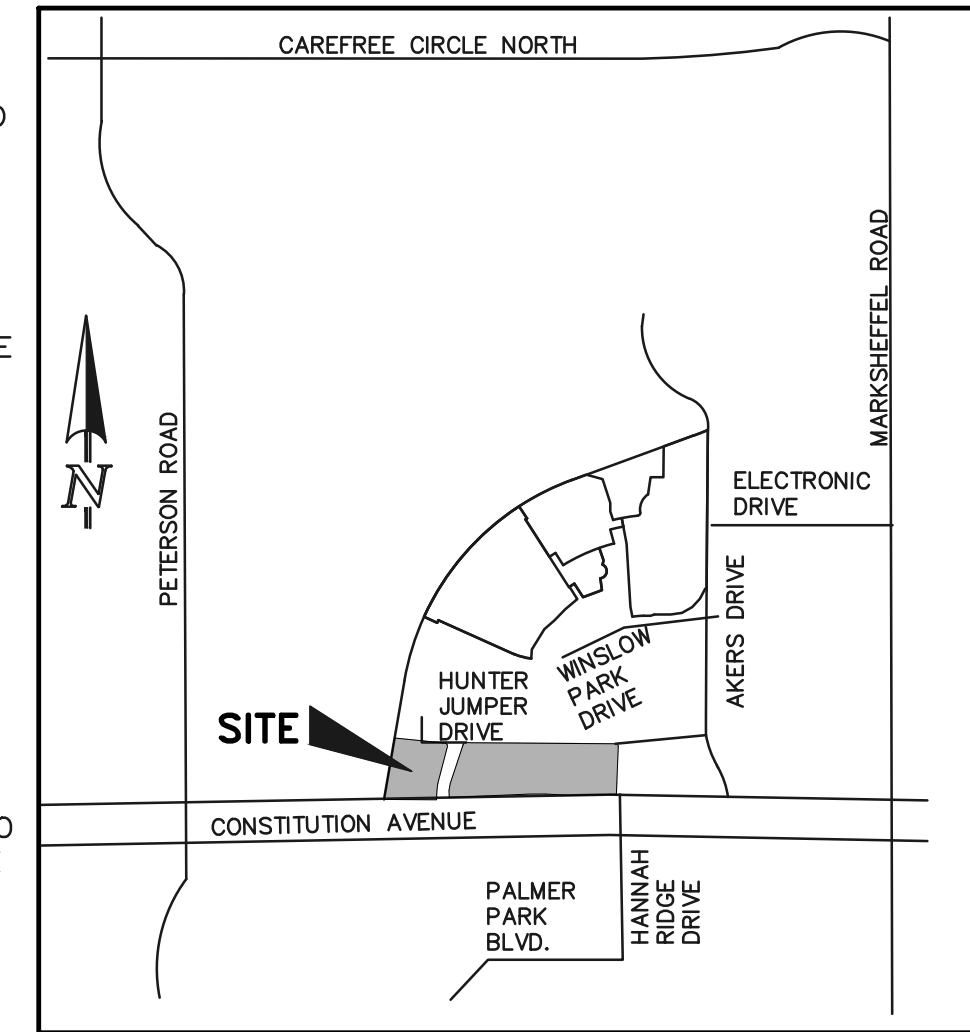 CAREFREE CIRCLE NORTH
MARKSHEFFEL ROAD
PETERSON ROAD
N
ELECTRONIC
DRIVE
AKERS DRIVE
WINSLOW
PARK
DRIVE
HUNTER
JUMPER
DRIVE
SITE
CONSTITUTION AVENUE
HANNAH
RIDGE
DRIVE
PALMER
PARK
BLVD.